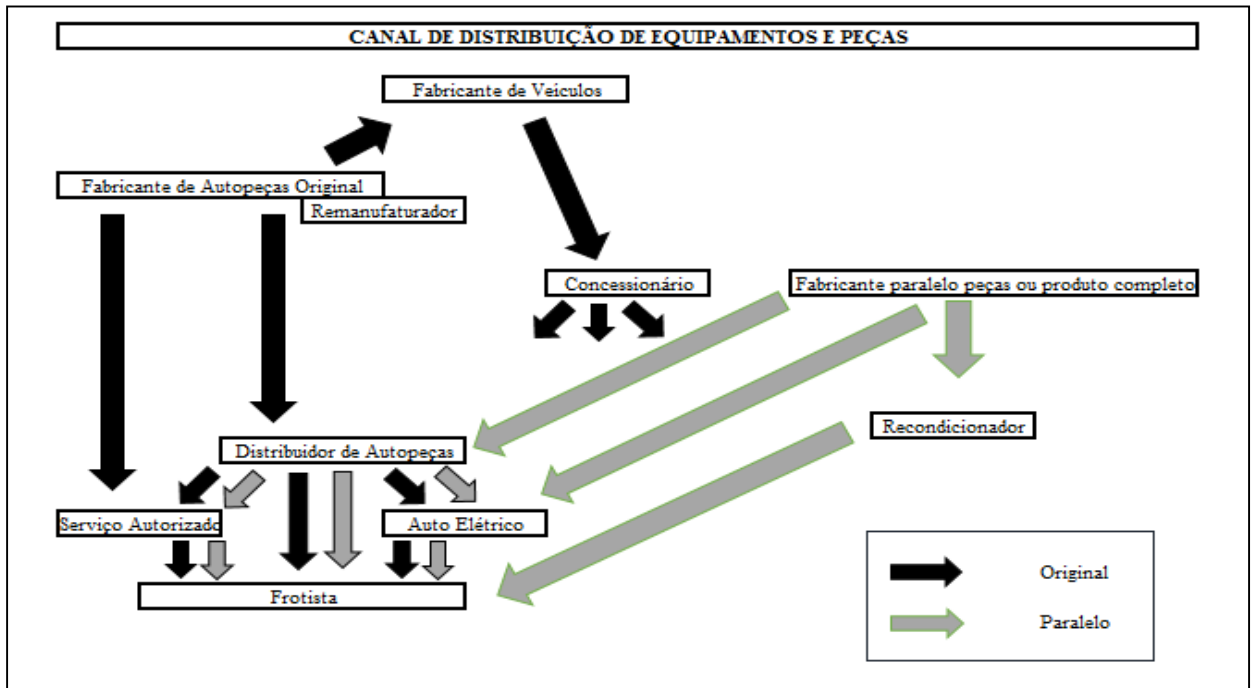 CANAL DE DISTRIBUIÇÃO DE EQUIPAMENTOS E PEÇAS
Fabricante de Veiculos
Fabricante de Autopeças Original
Remanufaturador
Concessionário
Fabricante paralelo peças ou produto completo
Distribuidor de Autopeças
Recondicionador
Serviço Autorizado
Auto Elétrico
Frotista
Original
Paralelo